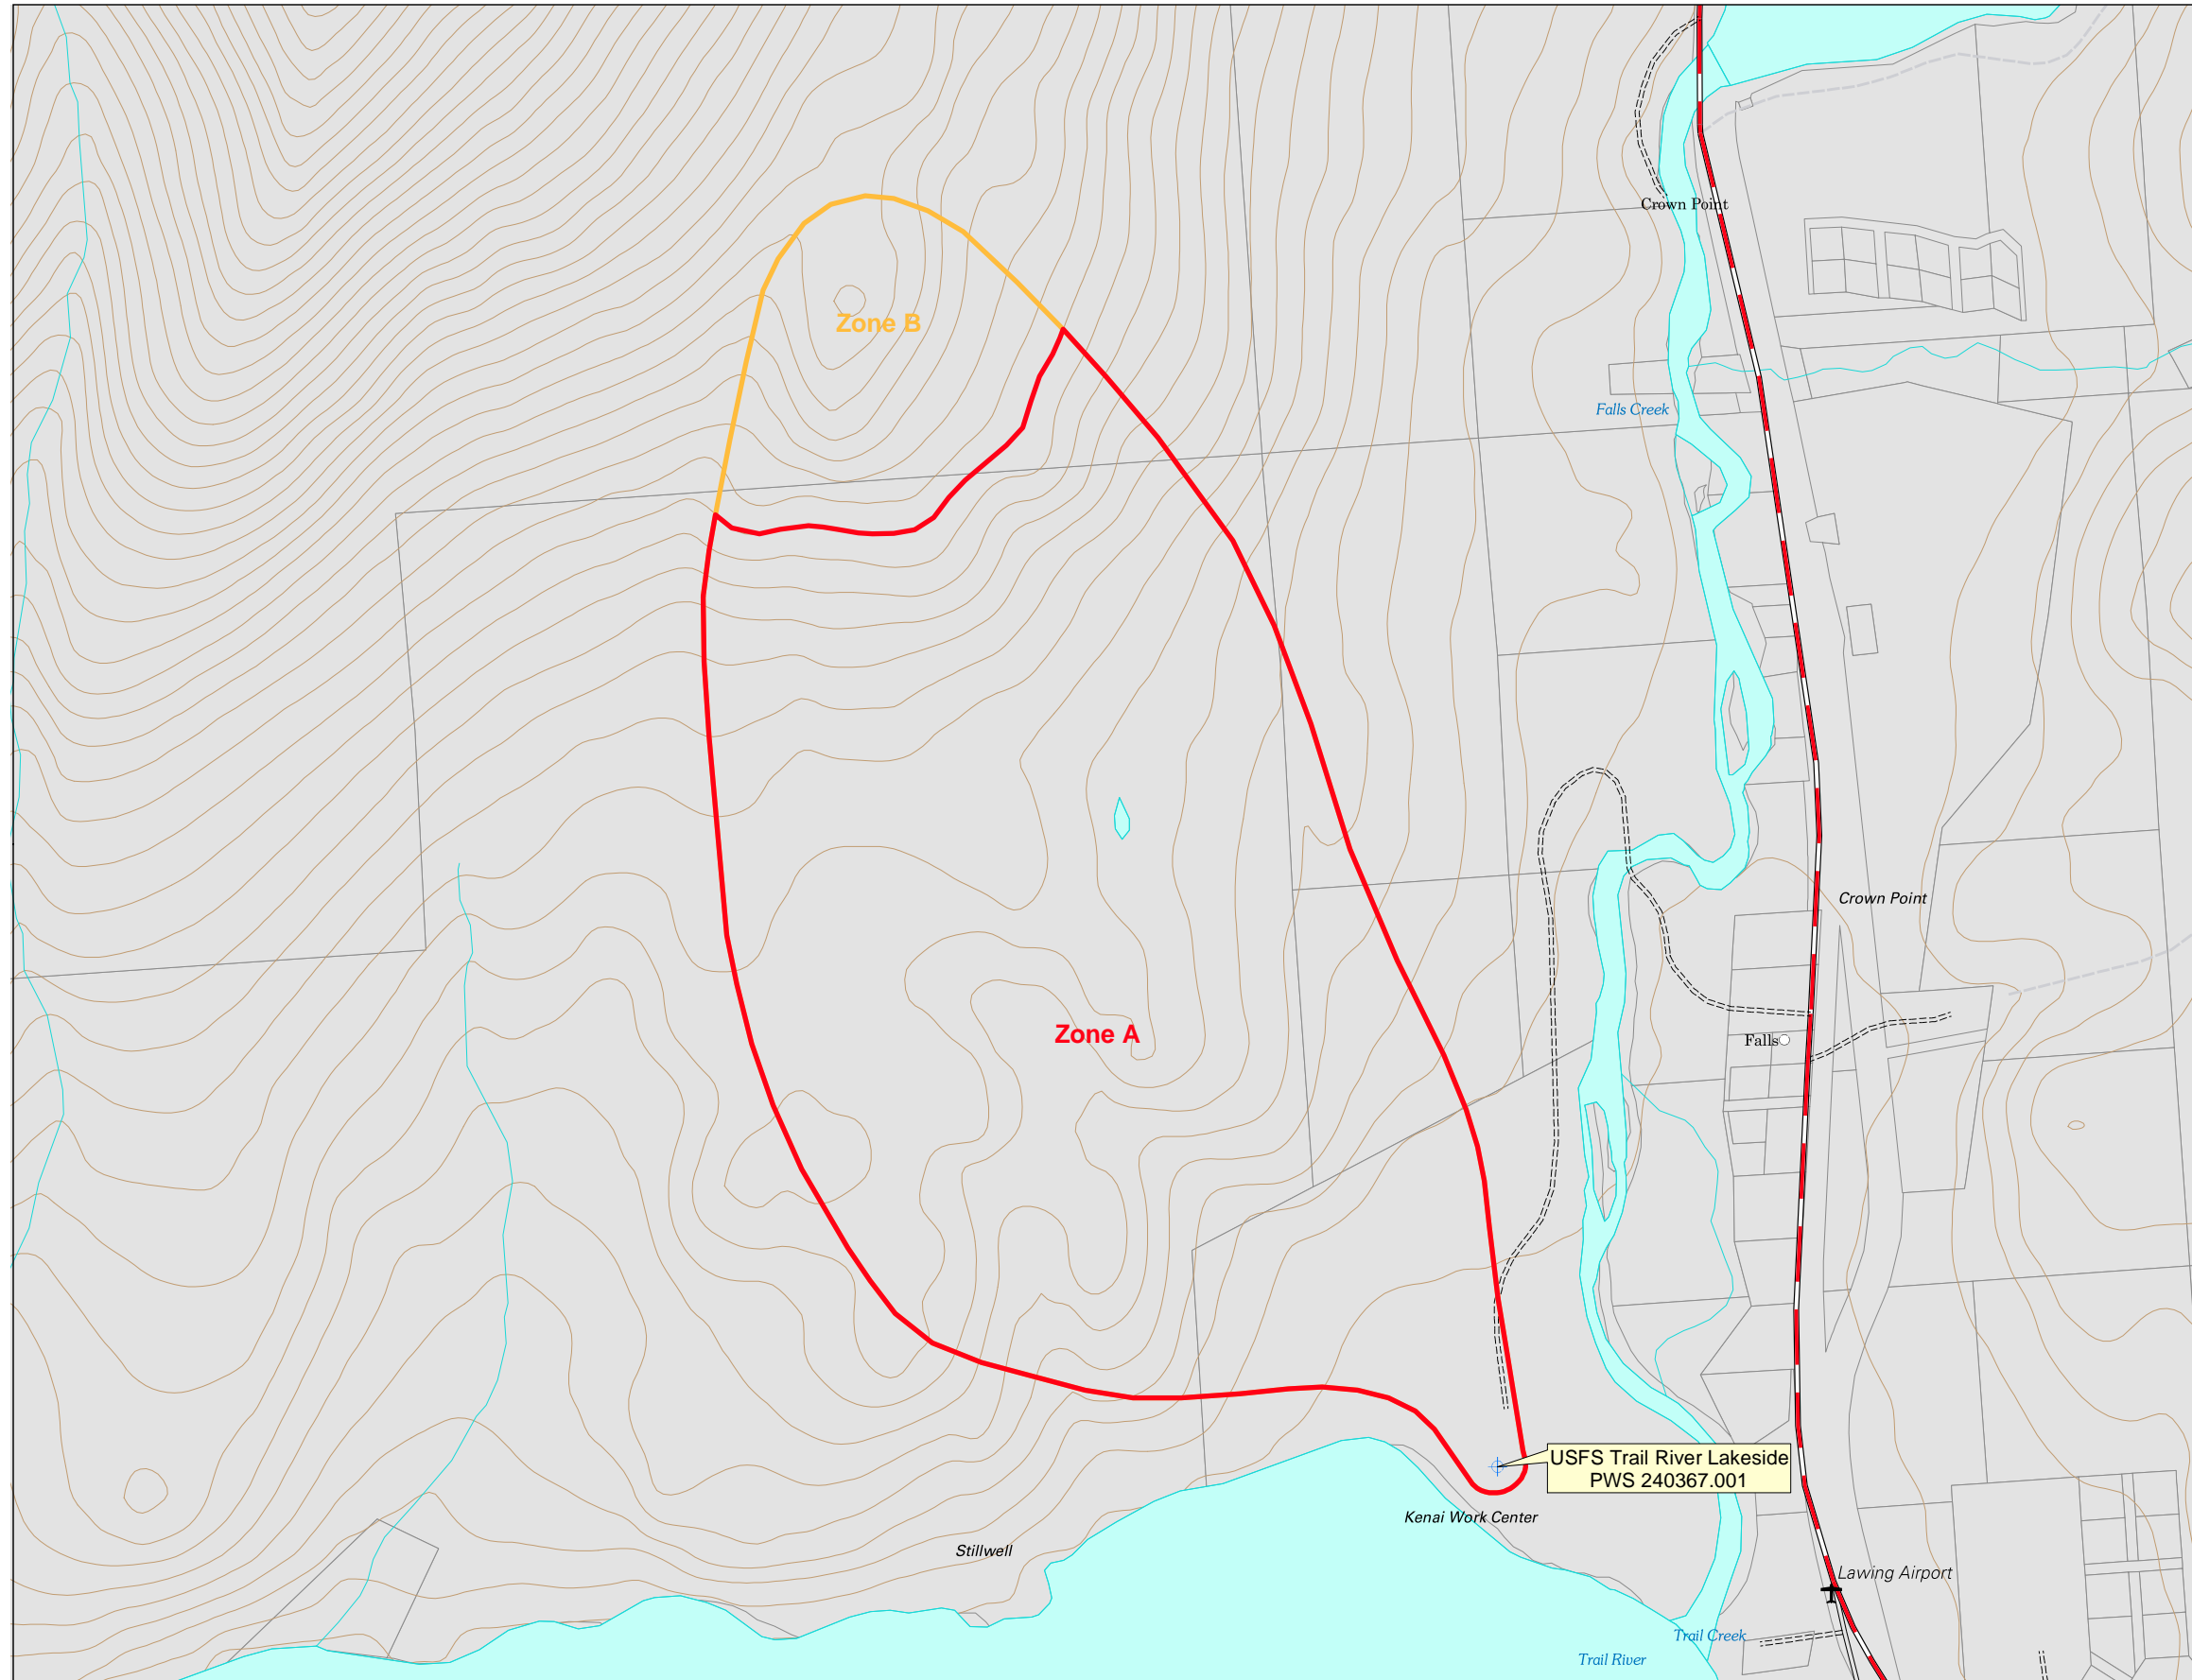 Crown Point
Zone B
Falls Creek
Crown Point
Zone A
Falls
USFS Trail River Lakeside
PWS 240367.001
Kenai Work Center
Stillwell
Lawing Airport
Trail Creek
Trail River